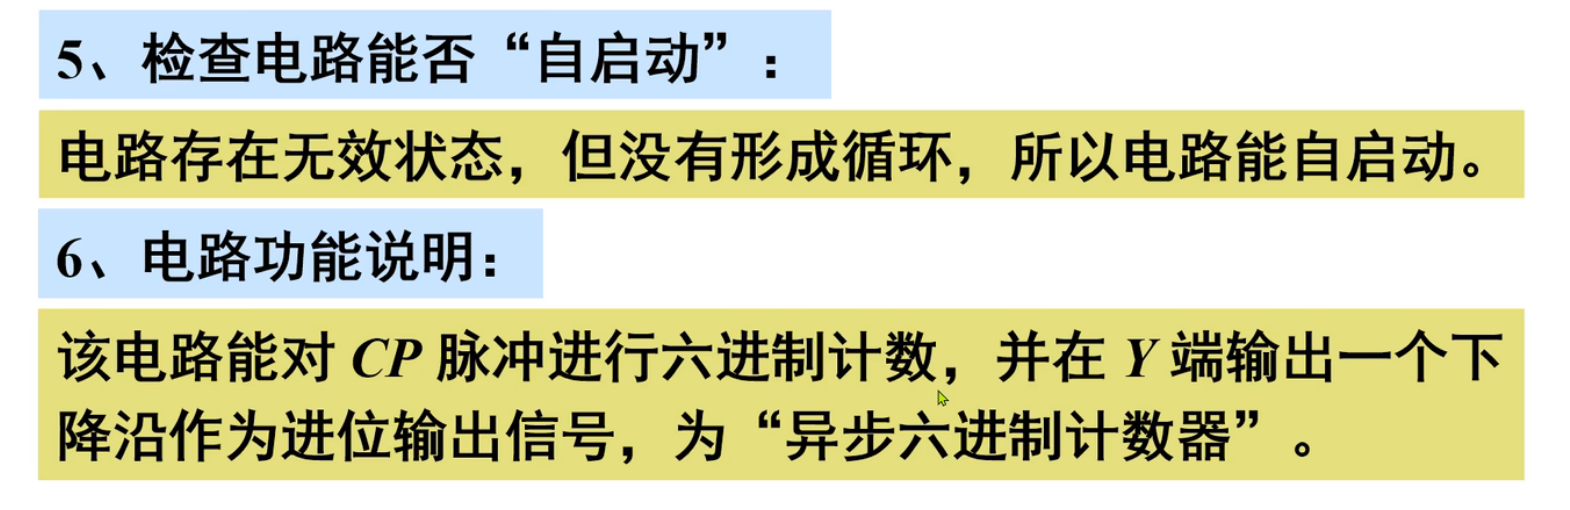 5、检查电路能否“自启动”：
电路存在无效状态，但没有形成循环，所以电路能自启动。
6、电路功能说明：
该电路能对 CP 脉冲进行六进制计数，并在 Y 端输出一个下
降沿作为进位输出信号，为“异步六进制计数器”。